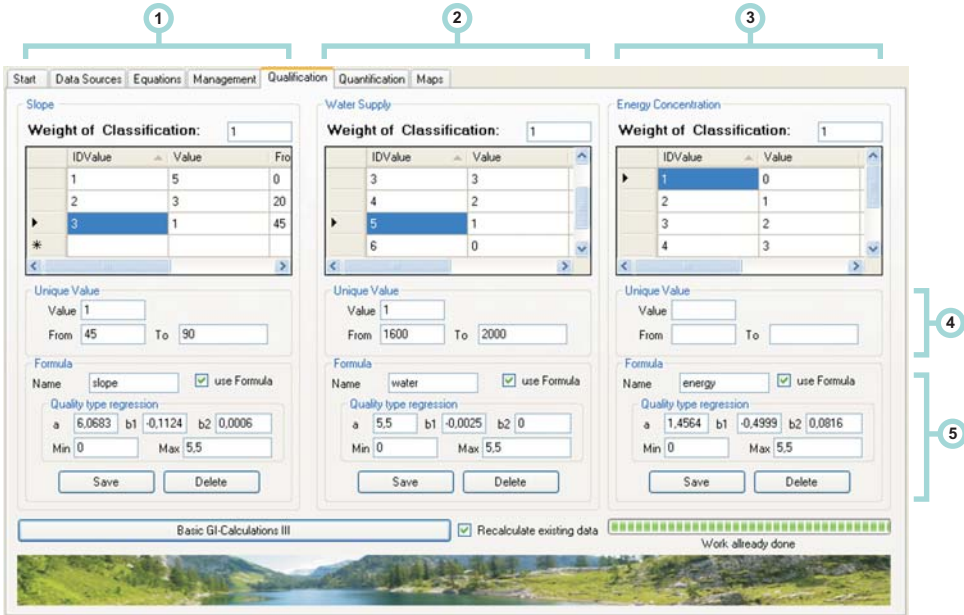 1 2 3
Start Data Sources Equations Management Qualification Quantification Maps
Slope
Weight of Classification: 1
IDValue Value Fro
1 5 0
2 3 20
3 1 45
*
Unique Value
Value 1
From 45 To 90
Formula
Name slope use Formula
Quality type regression
a 6,0683 b1 -0,1124 b2 0,0006
Min 0 Max 5,5
Save Delete
Water Supply
Weight of Classification: 1
IDValue Value
3 3
4 2
5 1
6 0
Unique Value
Value 1
From 1600 To 2000
Formula
Name water use Formula
Quality type regression
a 5,5 b1 -0,0025 b2 0
Min 0 Max 5,5
Save Delete
Energy Concentration
Weight of Classification: 1
IDValue Value
1 0
2 1
3 2
4 3
Unique Value
Value
From To
Formula
Name energy use Formula
Quality type regression
a 1,4564 b1 -0,4999 b2 0,0816
Min 0 Max 5,5
Save Delete
4
5
Basic GI-Calculations III Recalculate existing data
Work allready done